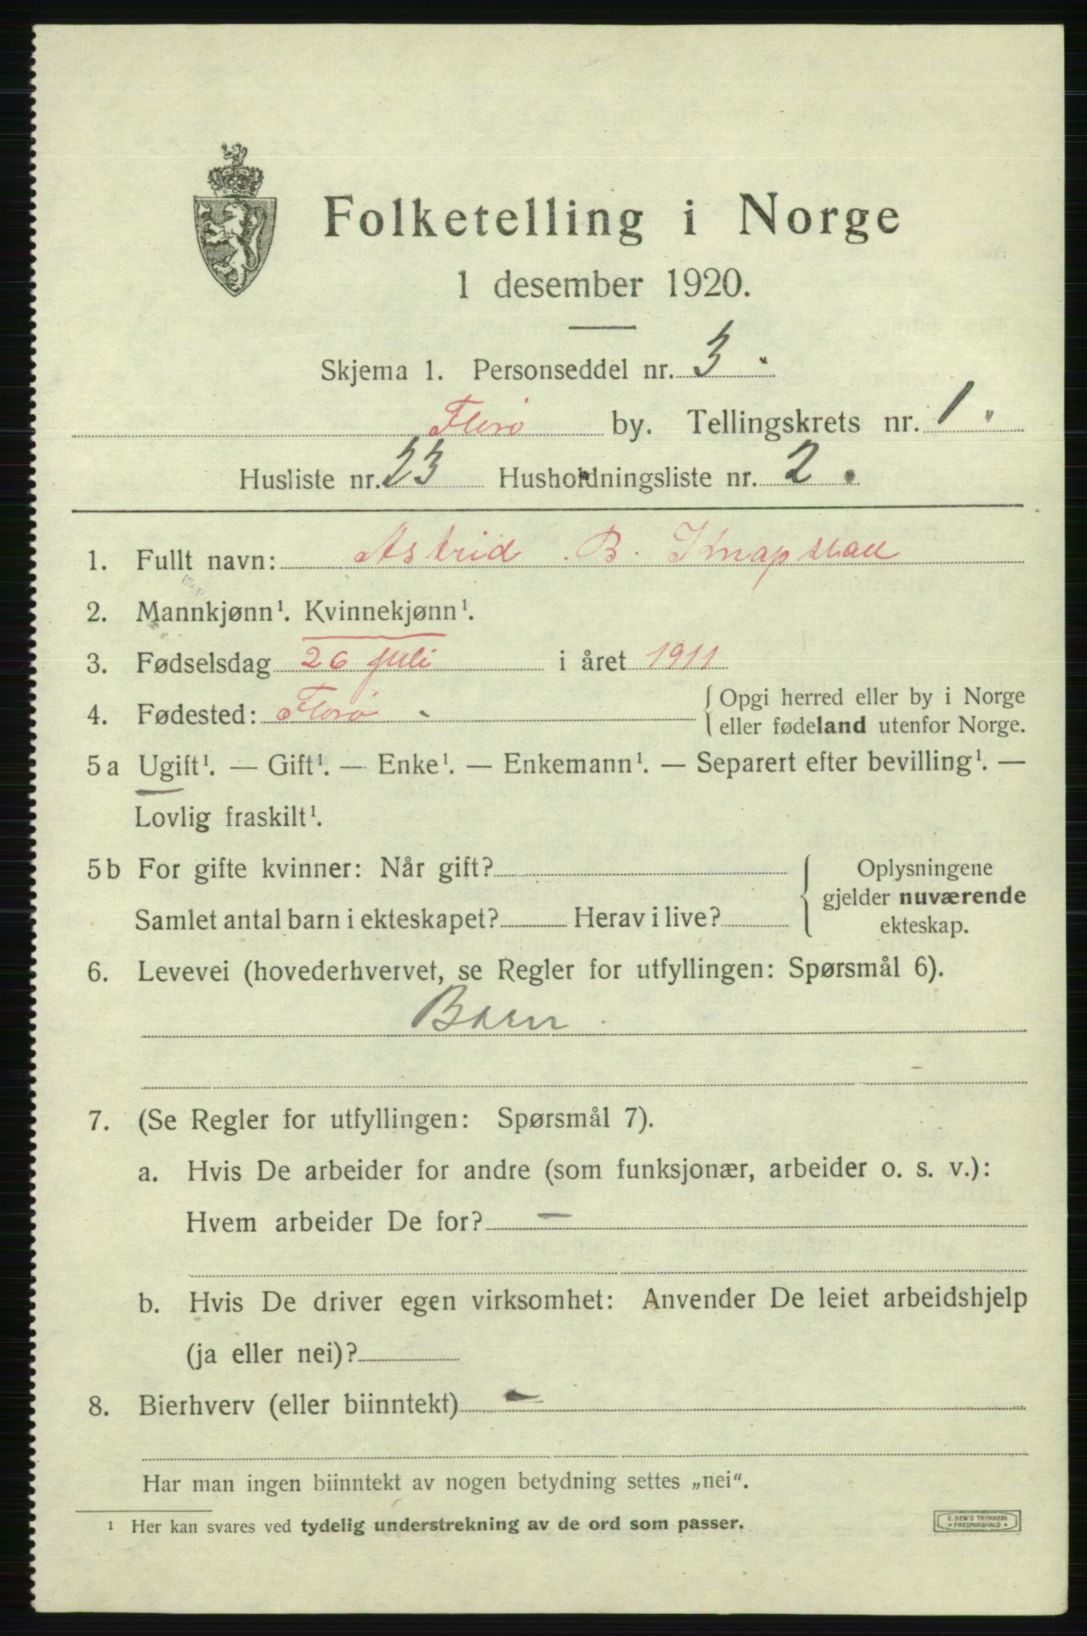 Folketelling i Norge
1 desember 1920.
Skjema 1. Personseddel nr. 3.
Florø by. Tellingskrets nr. 1.
Husliste nr. 23 Husholdningsliste nr. 2.
1. Fullt navn: Astrid B. Knapstad
2. Mannkjønn¹. Kvinnekjønn¹.
3. Fødselsdag 26 juli i året 1911
4. Fødested: Florø
Opgi herred eller by i Norge
eller fødeland utenfor Norge.
5a Ugift¹. — Gift¹. — Enke¹. — Enkemann¹. — Separert efter bevilling¹. —
Lovlig fraskilt¹.
5b For gifte kvinner: Når gift?
Samlet antal barn i ekteskapet? Herav i live?
Oplysningene
gjelder nuværende
ekteskap.
6. Levevei (hovederhvervet, se Regler for utfyllingen: Spørsmål 6).
Barn
7. (Se Regler for utfyllingen: Spørsmål 7).
a. Hvis De arbeider for andre (som funksjonær, arbeider o. s. v.):
Hvem arbeider De for? —
b. Hvis De driver egen virksomhet: Anvender De leiet arbeidshjelp
(ja eller nei)?
8. Bierhverv (eller biinntekt) —
Har man ingen biinntekt av nogen betydning settes „nei“.
¹ Her kan svares ved tydelig understrekning av de ord som passer.
E. SEM'S TRYKKERI
• FREDRIKSHALD •